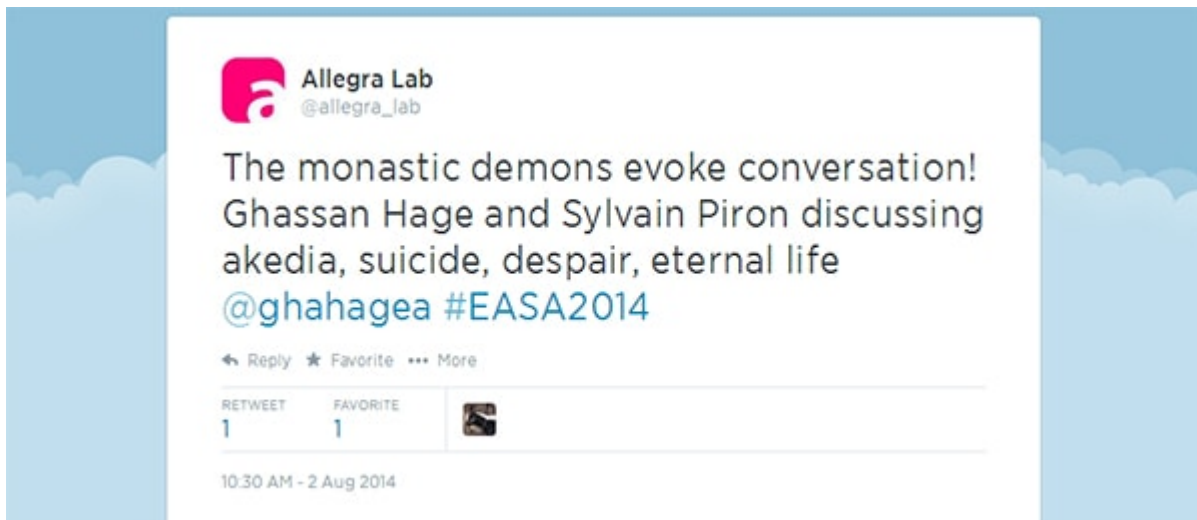 Allegra Lab
@allegra_lab
The monastic demons evoke conversation!
Ghassan Hage and Sylvain Piron discussing
akedia, suicide, despair, eternal life
@ghahagea #EASA2014
Reply Favorite More
RETWEET FAVORITE
1 1
10:30 AM - 2 Aug 2014